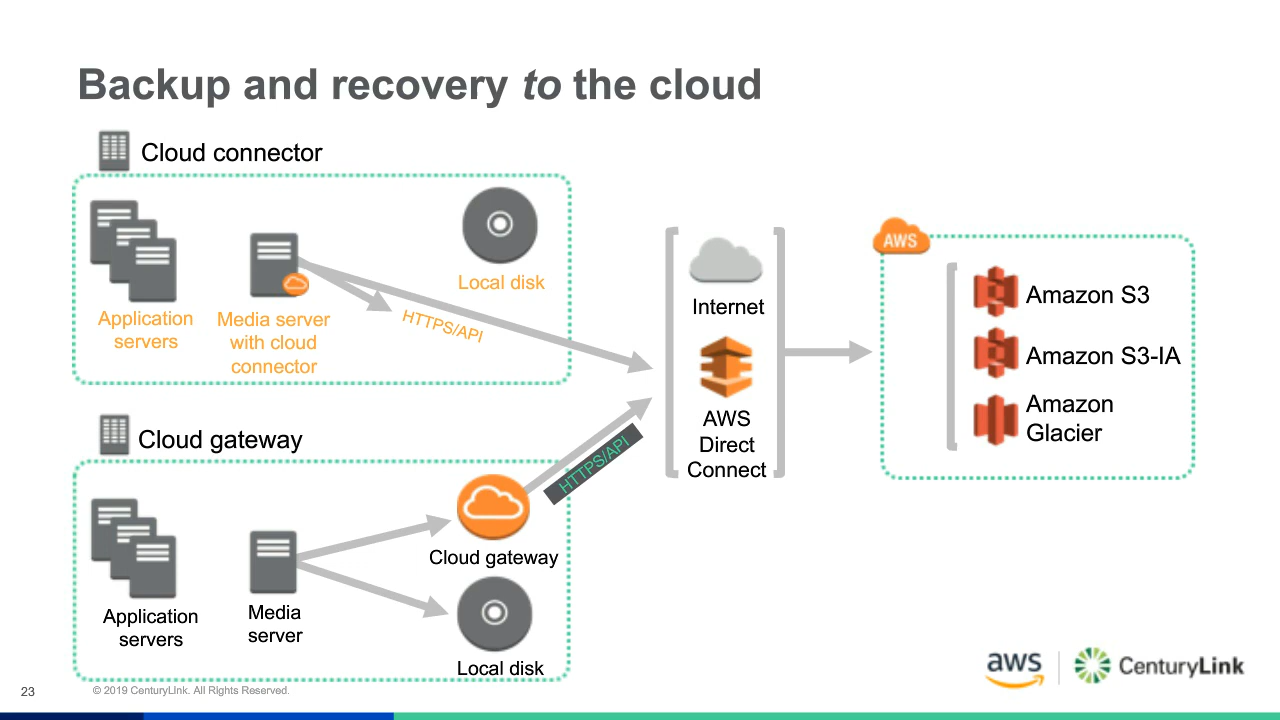 Backup and recovery to the cloud
Cloud connector
Application
servers
Media server
with cloud
connector
Local disk
HTTPS/API
Cloud gateway
Application
servers
Media
server
Cloud gateway
Local disk
HTTPS/API
Internet
AWS
Direct
Connect
AWS
Amazon S3
Amazon S3-IA
Amazon
Glacier
23
© 2019 CenturyLink. All Rights Reserved.
aws
CenturyLink